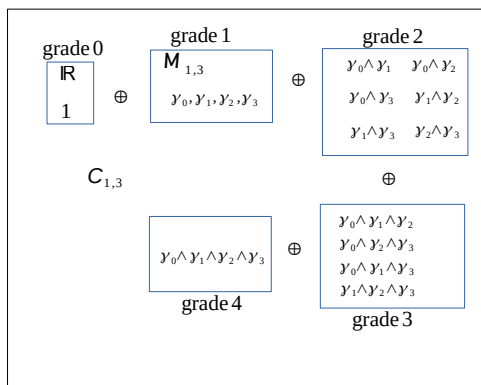 grade 0
ℝ
1
⊕
grade 1
M₁,₃
γ₀, γ₁, γ₂, γ₃
⊕
grade 2
γ₀∧γ₁ γ₀∧γ₂
γ₀∧γ₃ γ₁∧γ₂
γ₁∧γ₃ γ₂∧γ₃
C₁,₃
⊕
γ₀∧γ₁∧γ₂∧γ₃
grade 4
⊕
γ₀∧γ₁∧γ₂
γ₀∧γ₂∧γ₃
γ₀∧γ₁∧γ₃
γ₁∧γ₂∧γ₃
grade 3